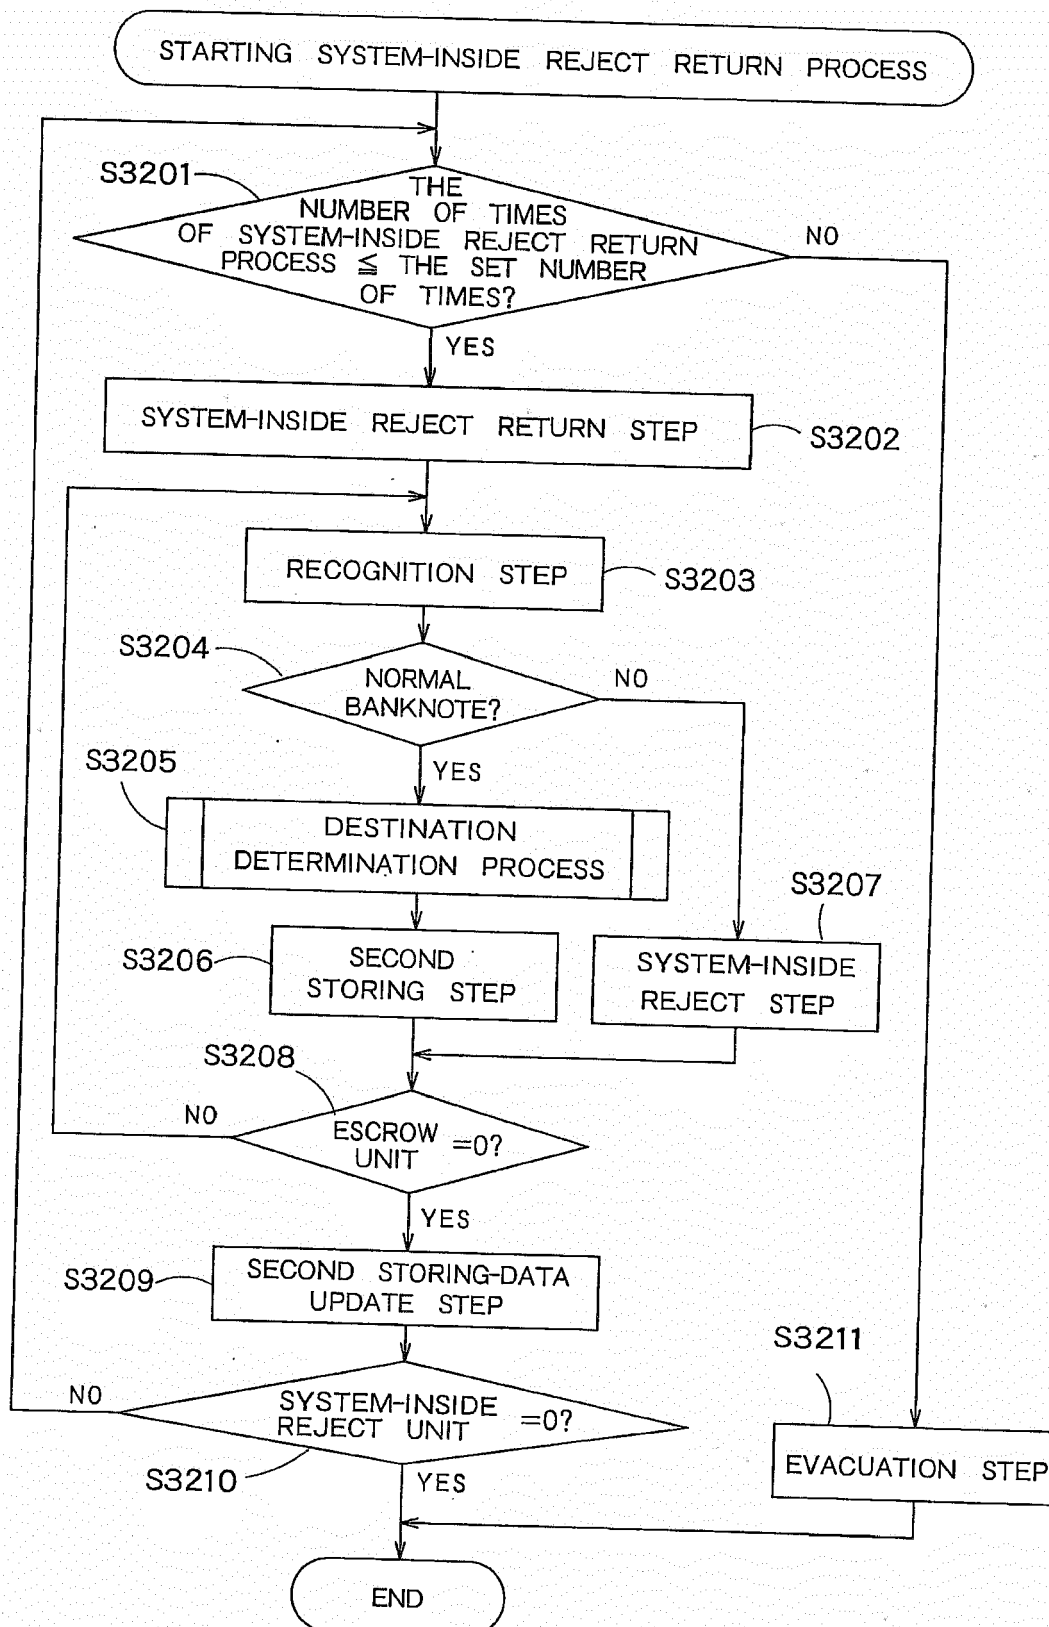 STARTING SYSTEM-INSIDE REJECT RETURN PROCESS
S3201
THE
NUMBER OF TIMES
OF SYSTEM-INSIDE REJECT RETURN
PROCESS ≦ THE SET NUMBER
OF TIMES?
NO
YES
SYSTEM-INSIDE REJECT RETURN STEP
S3202
RECOGNITION STEP
S3203
S3204
NORMAL
BANKNOTE?
NO
YES
S3205
DESTINATION
DETERMINATION PROCESS
S3207
S3206
SECOND
STORING STEP
SYSTEM-INSIDE
REJECT STEP
S3208
NO
ESCROW
UNIT
=0?
YES
S3209
SECOND STORING-DATA
UPDATE STEP
S3211
NO
SYSTEM-INSIDE
REJECT UNIT
=0?
S3210
YES
EVACUATION STEP
END